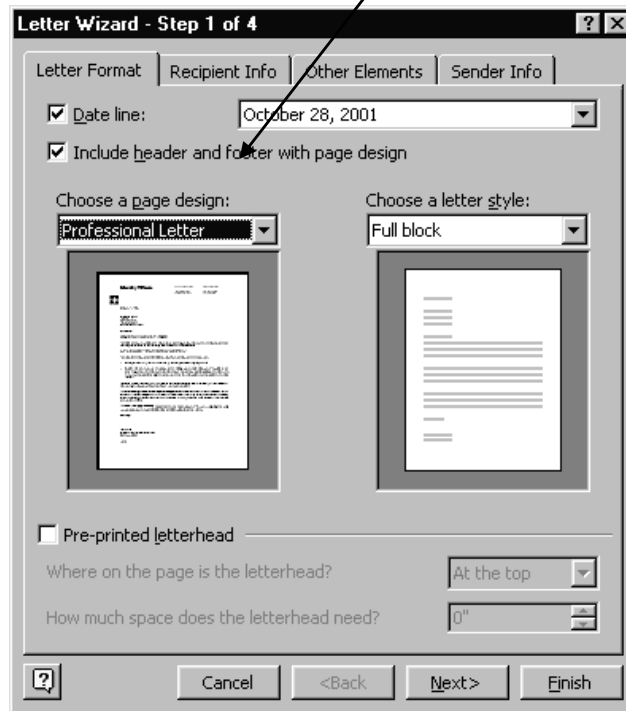 Letter Wizard - Step 1 of 4
Letter Format Recipient Info Other Elements Sender Info
Date line: October 28, 2001
Include header and footer with page design
Choose a page design: Choose a letter style:
Professional Letter Full block
Pre-printed letterhead
Where on the page is the letterhead? At the top
How much space does the letterhead need? 0"
Cancel <Back Next> Finish